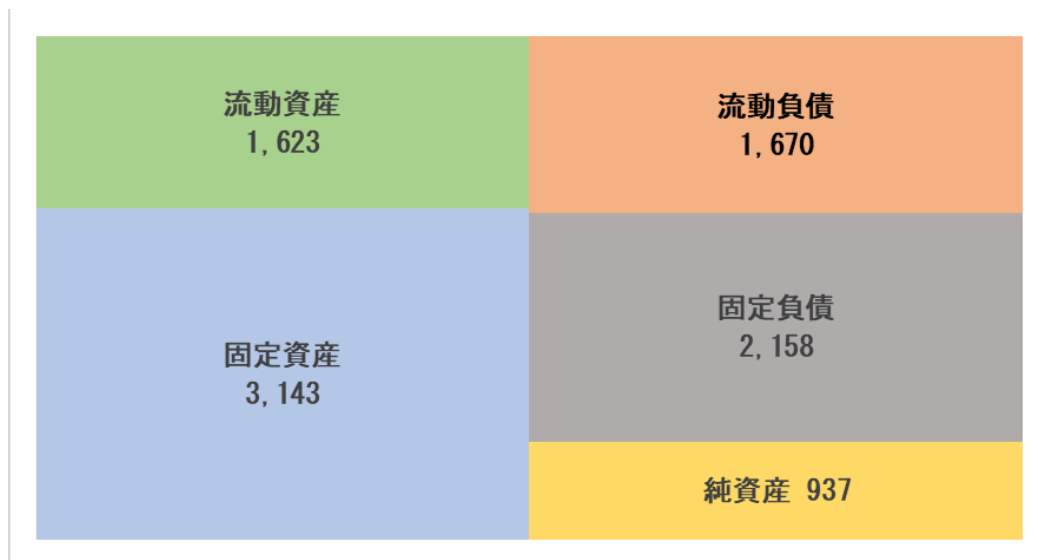 流動資産
1,623
流動負債
1,670
固定資産
3,143
固定負債
2,158
純資産 937